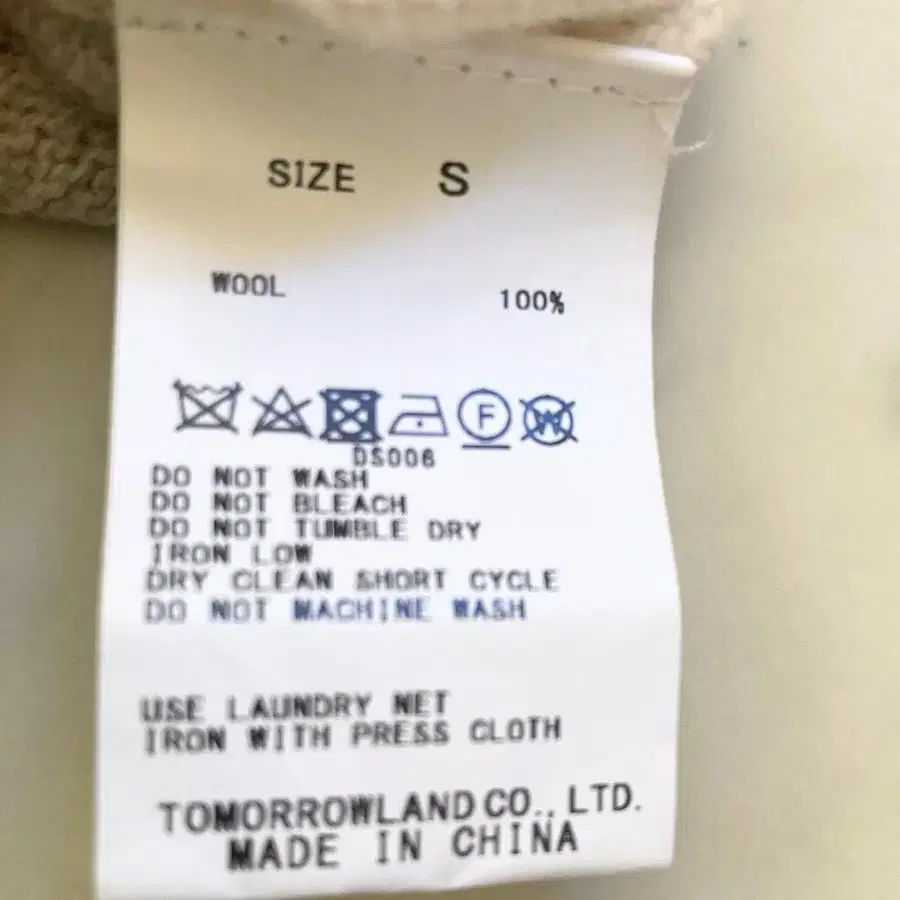 SIZE S
WOOL 100%
F W
DS006
DO NOT WASH
DO NOT BLEACH
DO NOT TUMBLE DRY
IRON LOW
DRY CLEAN SHORT CYCLE
DO NOT MACHINE WASH
USE LAUNDRY NET
IRON WITH PRESS CLOTH
TOMORROWLAND CO., LTD.
MADE IN CHINA